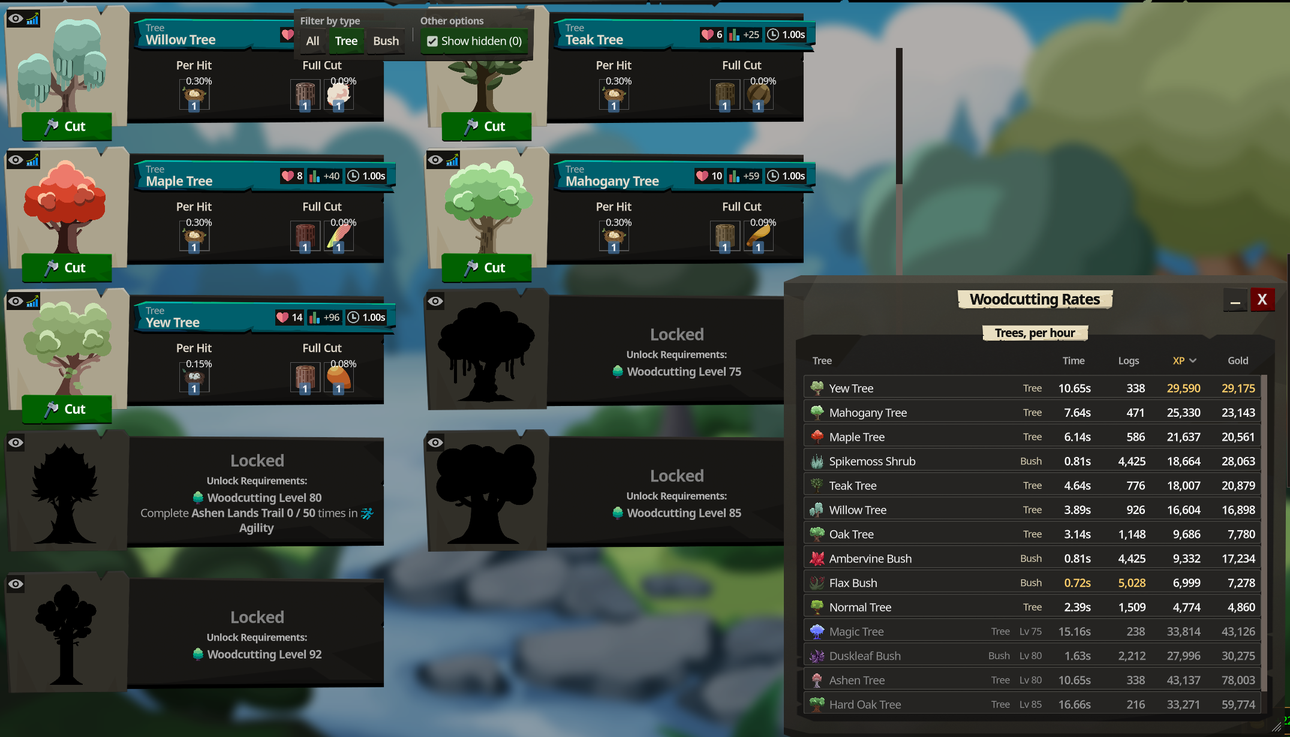 Filter by type
Other options
All
Tree
Bush
Show hidden (0)
Tree
Willow Tree
Per Hit
Full Cut
0.30%
0.09%
1
1
1
Cut
Tree
Teak Tree
6
+25
1.00s
Per Hit
Full Cut
0.30%
0.09%
1
1
1
Cut
Tree
Maple Tree
8
+40
1.00s
Per Hit
Full Cut
0.30%
0.09%
1
1
1
Cut
Tree
Mahogany Tree
10
+59
1.00s
Per Hit
Full Cut
0.30%
0.09%
1
1
1
Cut
Tree
Yew Tree
14
+96
1.00s
Per Hit
Full Cut
0.15%
0.08%
1
1
1
Cut
Locked
Unlock Requirements:
Woodcutting Level 75
Locked
Unlock Requirements:
Woodcutting Level 80
Complete Ashen Lands Trail 0 / 50 times in
Agility
Locked
Unlock Requirements:
Woodcutting Level 85
Locked
Unlock Requirements:
Woodcutting Level 92
Woodcutting Rates
X
Trees, per hour
Tree Time Logs XP Gold
Yew Tree Tree 10.65s 338 29,590 29,175
Mahogany Tree Tree 7.64s 471 25,330 23,143
Maple Tree Tree 6.14s 586 21,637 20,561
Spikemoss Shrub Bush 0.81s 4,425 18,664 28,063
Teak Tree Tree 4.64s 776 18,007 20,879
Willow Tree Tree 3.89s 926 16,604 16,898
Oak Tree Tree 3.14s 1,148 9,686 7,780
Ambervine Bush Bush 0.81s 4,425 9,332 17,234
Flax Bush Bush 0.72s 5,028 6,999 7,278
Normal Tree Tree 2.39s 1,509 4,774 4,860
Magic Tree Tree Lv 75 15.16s 238 33,814 43,126
Duskleaf Bush Bush Lv 80 1.63s 2,212 27,996 30,275
Ashen Tree Tree Lv 80 10.65s 338 43,137 78,003
Hard Oak Tree Tree Lv 85 16.66s 216 33,271 59,774